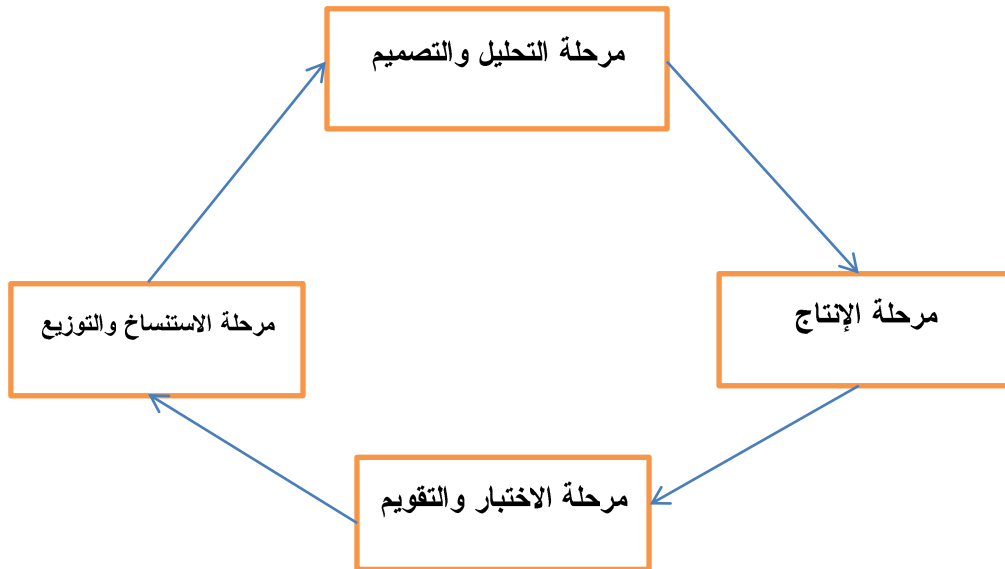 مرحلة التحليل والتصميم
مرحلة الإنتاج
مرحلة الاختبار والتقويم
مرحلة الاستنساخ والتوزيع